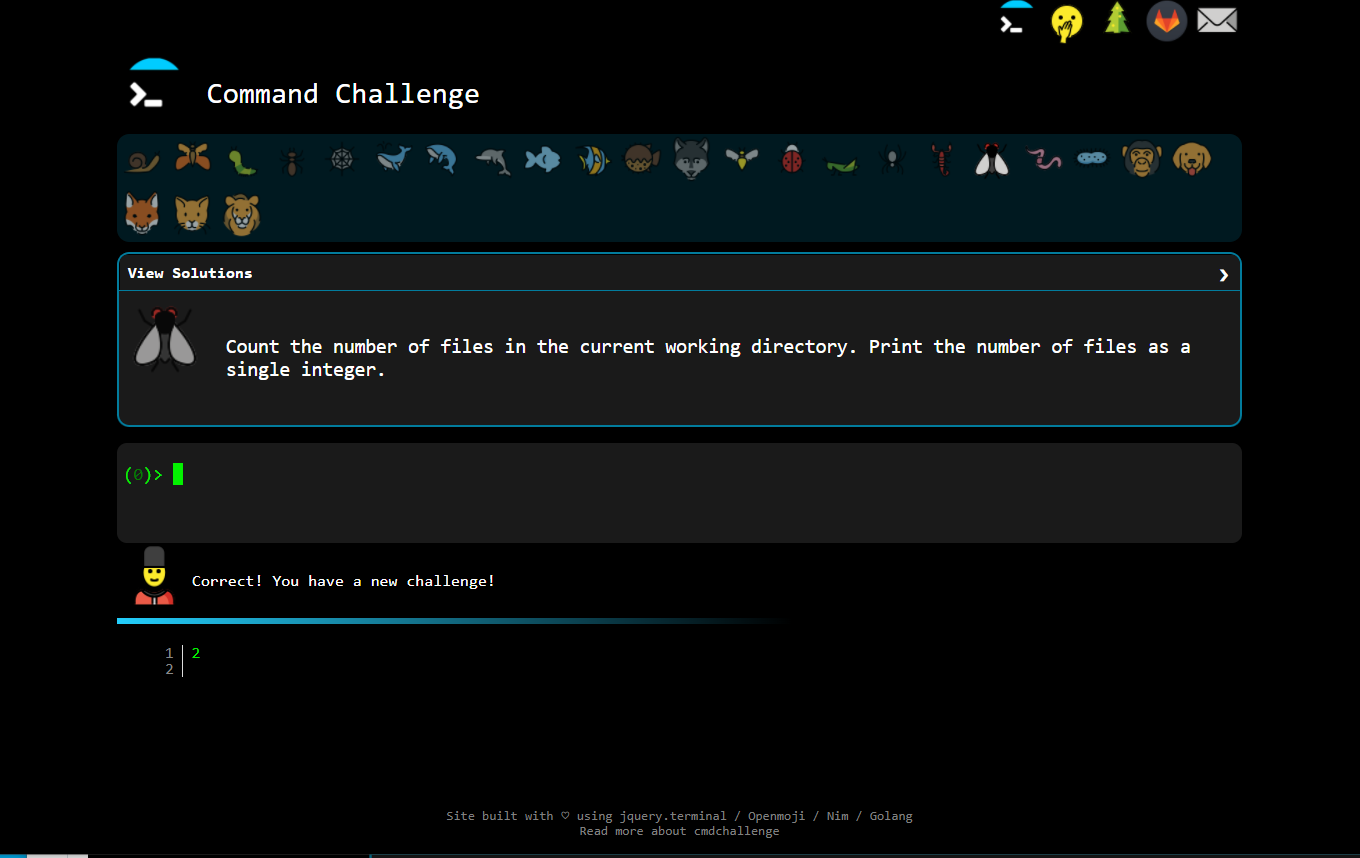 Command Challenge
View Solutions ❯
Count the number of files in the current working directory. Print the number of files as a
single integer.
(0)>
Correct! You have a new challenge!
1 2
2
Site built with ♡ using jquery.terminal / Openmoji / Nim / Golang
Read more about cmdchallenge